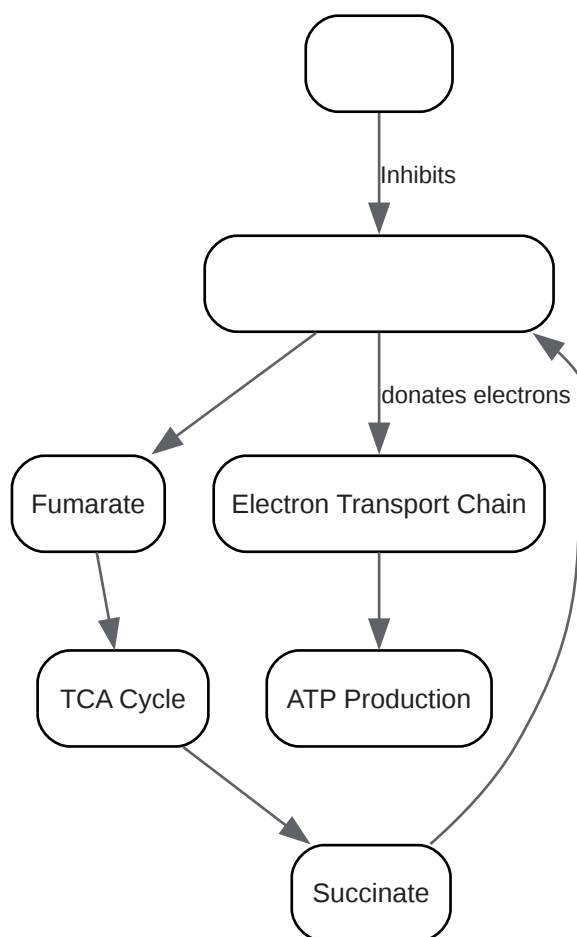 Inhibits
donates electrons
Fumarate
Electron Transport Chain
TCA Cycle
ATP Production
Succinate